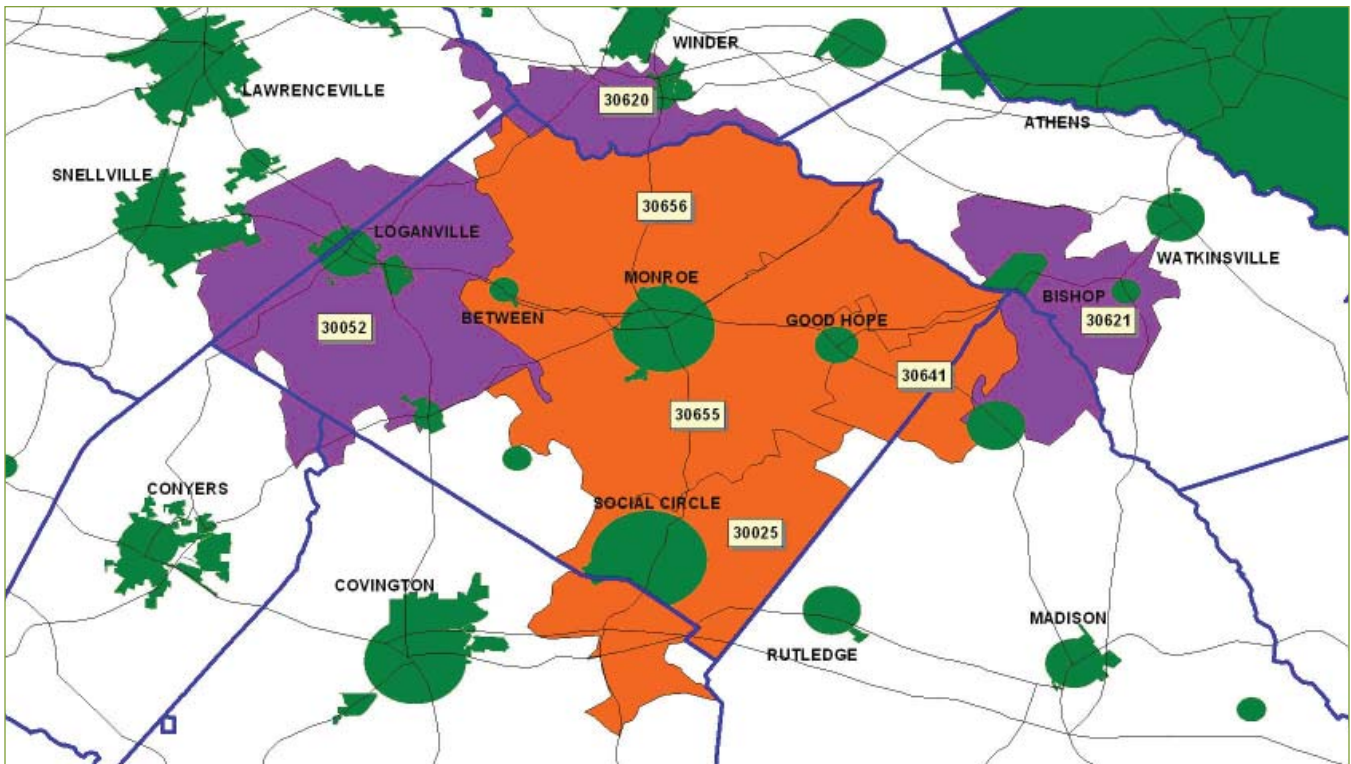 WINDER
LAWRENCEVILLE
30620
ATHENS
SNELLVILLE
30656
LOGANVILLE
WATKINSVILLE
MONROE
BISHOP
BETWEEN
GOOD HOPE
30052
30621
30641
30655
CONYERS
SOCIAL CIRCLE
30025
COVINGTON
MADISON
RUTLEDGE